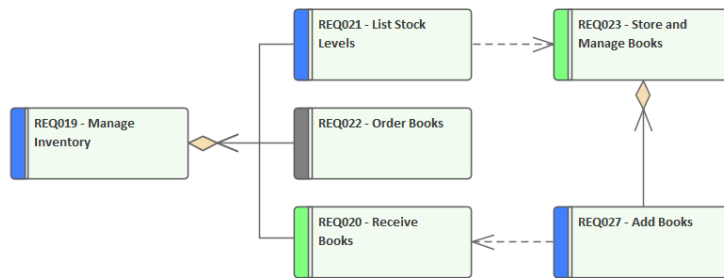 REQ021 - List Stock
Levels
REQ023 - Store and
Manage Books
REQ019 - Manage
Inventory
REQ022 - Order Books
REQ020 - Receive
Books
REQ027 - Add Books